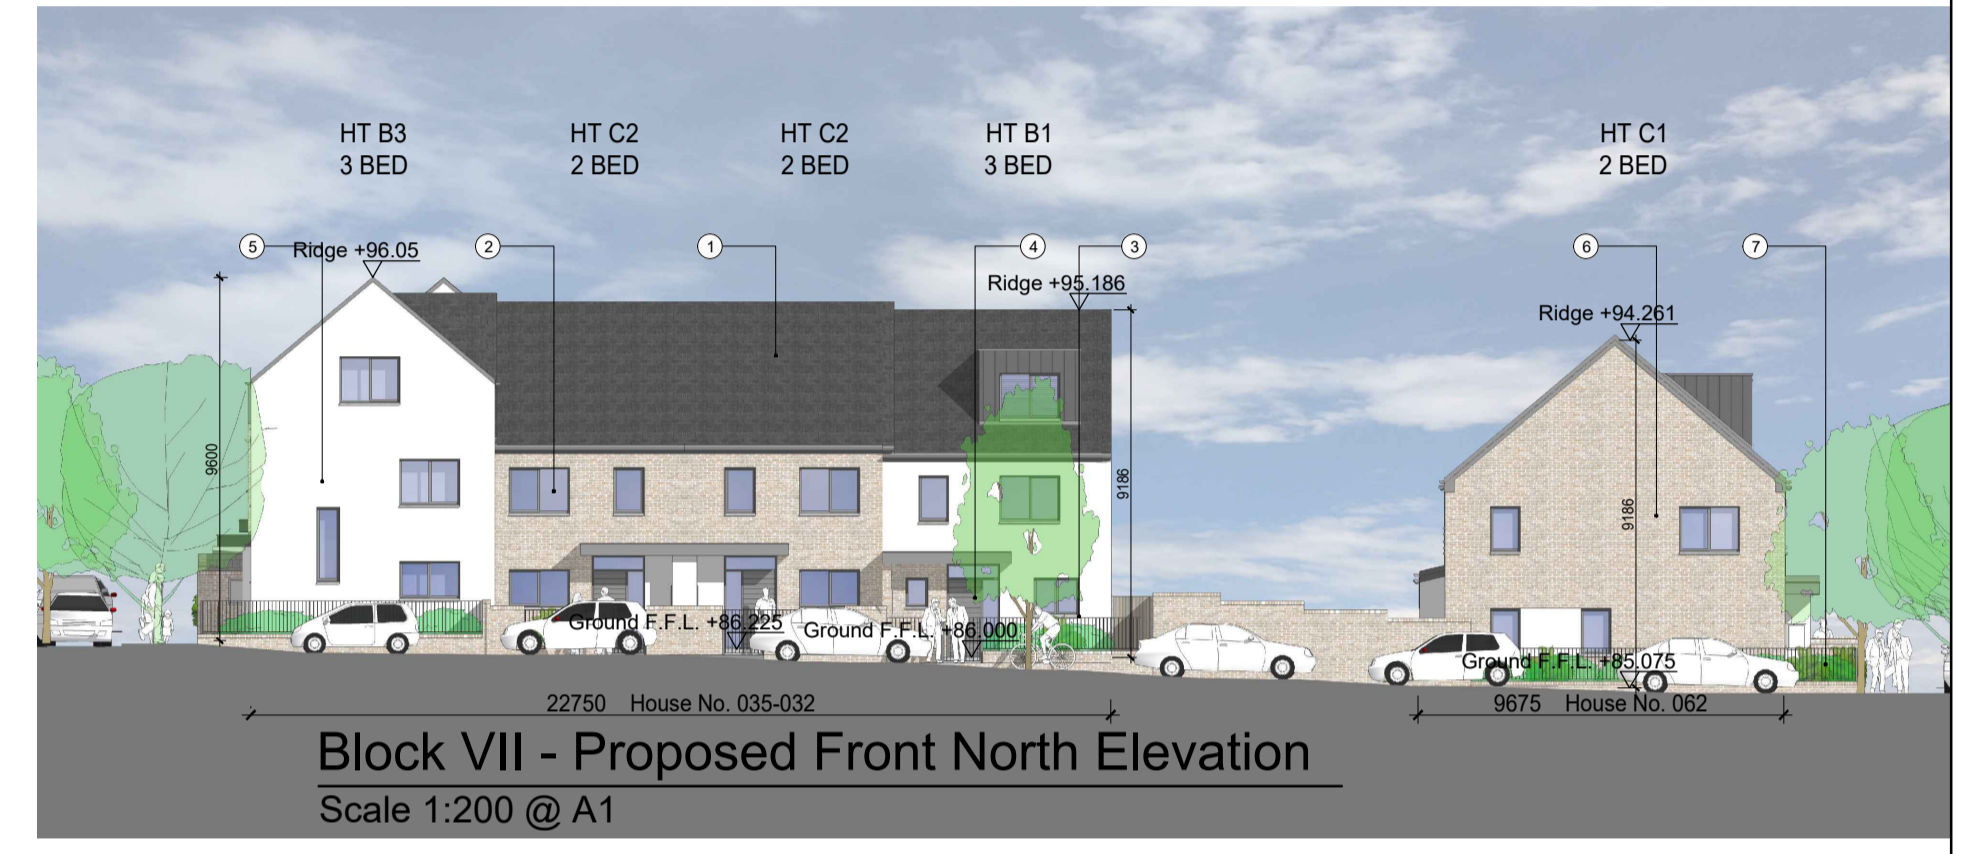 HT B3
3 BED
HT C2
2 BED
HT C2
2 BED
HT B1
3 BED
HT C1
2 BED
5
Ridge +96.05
2
1
4
3
Ridge +95.186
6
7
Ridge +94.261
9600
9186
9186
Ground F.F.L. +86.225
Ground F.F.L. +86.000
Ground F.F.L. +85.075
22750 House No. 035-032
9675 House No. 062
Block VII - Proposed Front North Elevation
Scale 1:200 @ A1